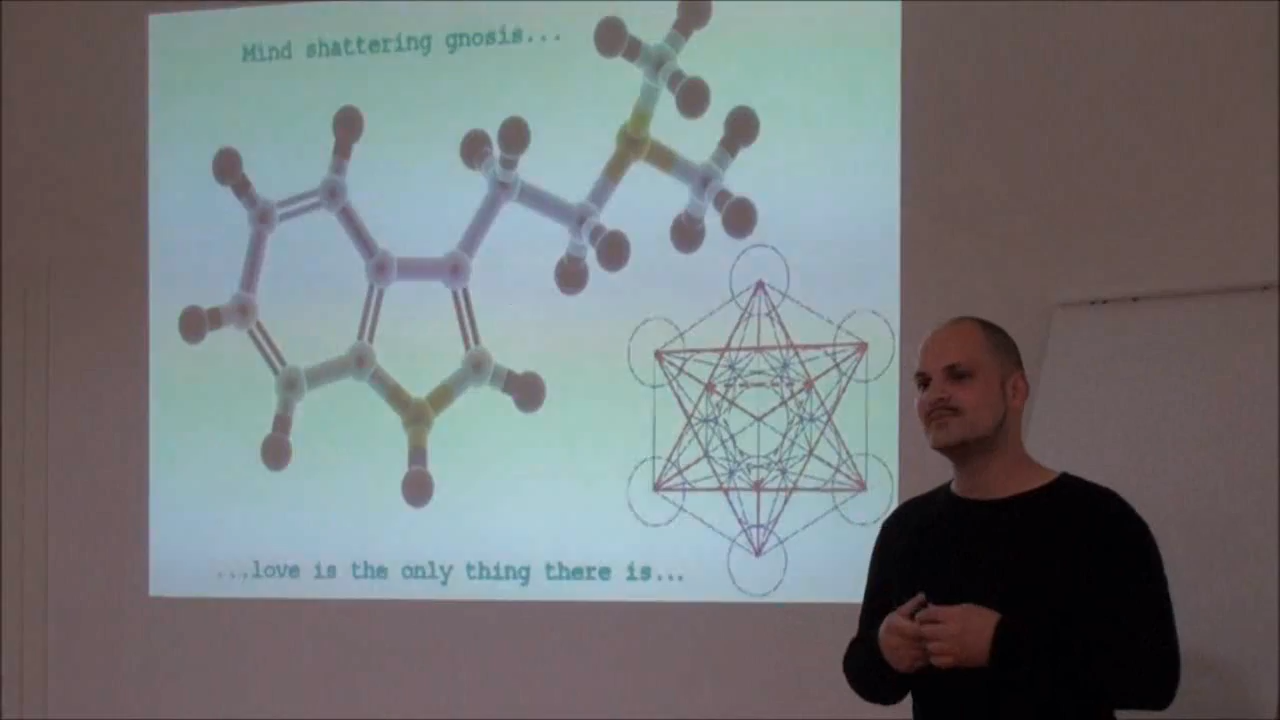 Mind shattering gnosis...
...love is the only thing there is...